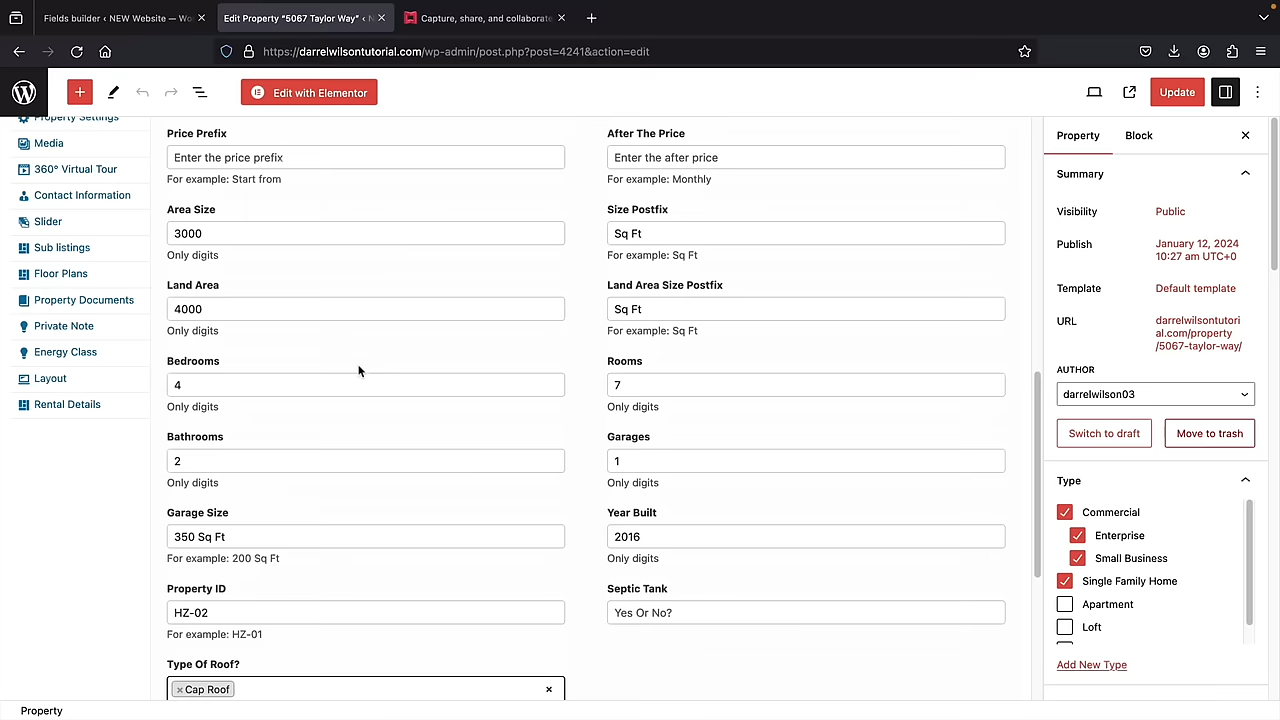 Fields builder ‹ NEW Website — Wo
Edit Property “5067 Taylor Way” ‹ N
Capture, share, and collaborate
https://darrelwilsontutorial.com/wp-admin/post.php?post=4241&action=edit
Edit with Elementor
Update
Property Settings
Media
360° Virtual Tour
Contact Information
Slider
Sub listings
Floor Plans
Property Documents
Private Note
Energy Class
Layout
Rental Details
Price Prefix
Enter the price prefix
For example: Start from
After The Price
Enter the after price
For example: Monthly
Area Size
3000
Only digits
Size Postfix
Sq Ft
For example: Sq Ft
Land Area
4000
Only digits
Land Area Size Postfix
Sq Ft
For example: Sq Ft
Bedrooms
4
Only digits
Rooms
7
Only digits
Bathrooms
2
Only digits
Garages
1
Only digits
Garage Size
350 Sq Ft
For example: 200 Sq Ft
Year Built
2016
Only digits
Property ID
HZ-02
For example: HZ-01
Septic Tank
Yes Or No?
Type Of Roof?
× Cap Roof ×
Property Block
Summary
Visibility Public
Publish January 12, 2024
10:27 am UTC+0
Template Default template
URL darrelwilsontutori
al.com/property
/5067-taylor-way/
AUTHOR
darrelwilson03
Switch to draft Move to trash
Type
Commercial
Enterprise
Small Business
Single Family Home
Apartment
Loft
Add New Type
Property